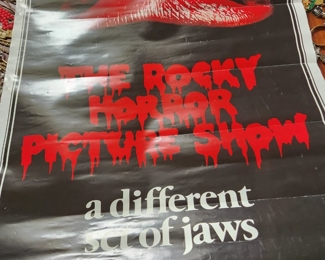 THE ROCKY
HORROR
PICTURE SHOW
a different
set of jaws